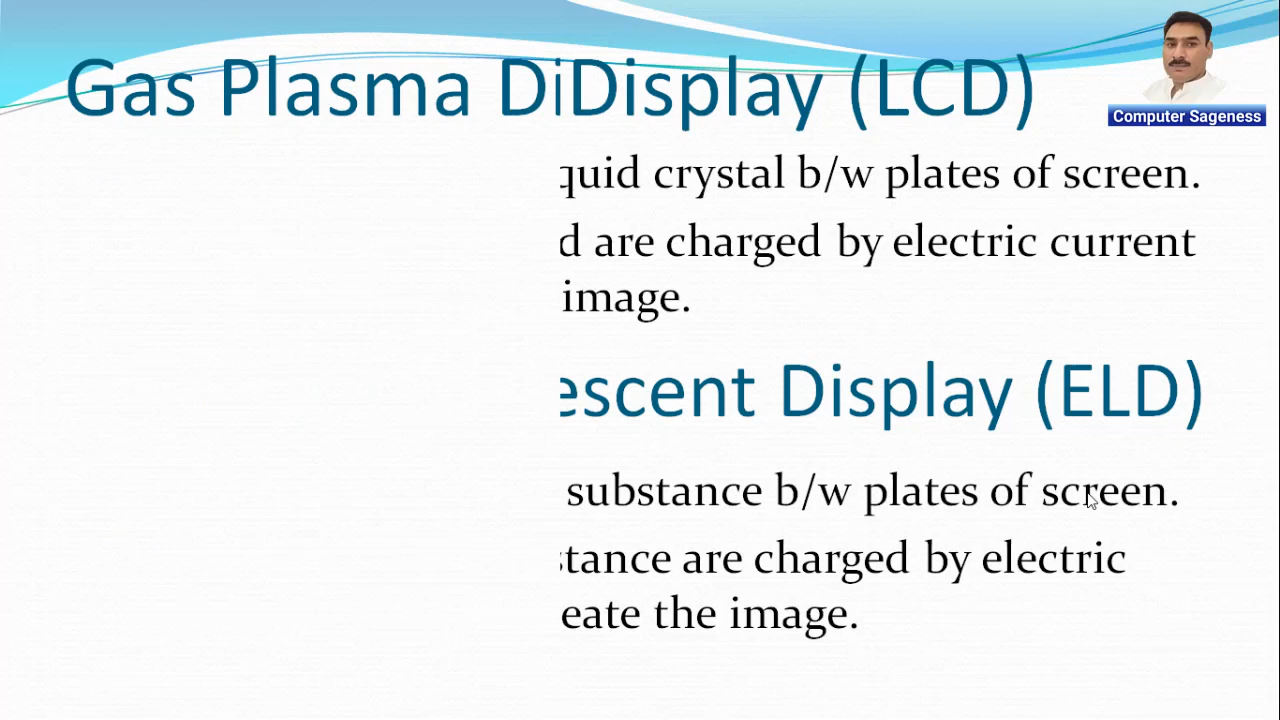 Gas Plasma DiDisplay (LCD)
Computer Sageness
quid crystal b/w plates of screen.
d are charged by electric current
image.
escent Display (ELD)
substance b/w plates of screen.
stance are charged by electric
eate the image.